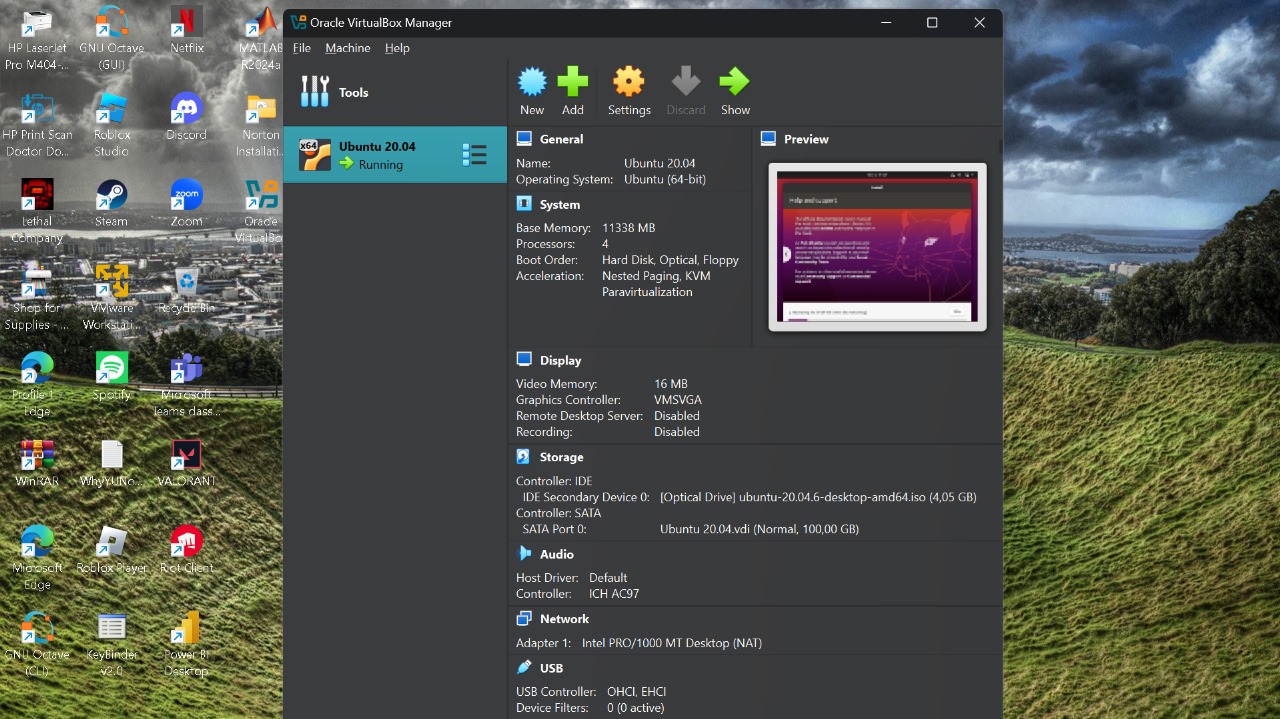 HP LaserJet
Pro M404-...
GNU Octave
(GUI)
Netflix
MATLAB
R2024a
HP Print Scan
Doctor Do...
Roblox
Studio
Discord
Norton
Installati...
Lethal
Company
Steam
Zoom
zoom
Oracle
VirtualBo
Shop for
Supplies - ...
VMware
Workstati...
Recycle Bin
Profile 1 -
Edge
Spotify
Microsoft
Teams class...
WinRAR
WhyYUNo...
VALORANT
Microsoft
Edge
Roblox Player
Riot Client
GNU Octave
(CLI)
KeyBinder
v2.0
Power BI
Desktop
Oracle VirtualBox Manager
File Machine Help
Tools
x64
Ubuntu 20.04
Running
New Add Settings Discard Show
General
Name: Ubuntu 20.04
Operating System: Ubuntu (64-bit)
System
Base Memory: 11338 MB
Processors: 4
Boot Order: Hard Disk, Optical, Floppy
Acceleration: Nested Paging, KVM
Paravirtualization
Preview
Install
Help and support
Display
Video Memory: 16 MB
Graphics Controller: VMSVGA
Remote Desktop Server: Disabled
Recording: Disabled
Storage
Controller: IDE
IDE Secondary Device 0: [Optical Drive] ubuntu-20.04.6-desktop-amd64.iso (4,05 GB)
Controller: SATA
SATA Port 0: Ubuntu 20.04.vdi (Normal, 100,00 GB)
Audio
Host Driver: Default
Controller: ICH AC97
Network
Adapter 1: Intel PRO/1000 MT Desktop (NAT)
USB
USB Controller: OHCI, EHCI
Device Filters: 0 (0 active)